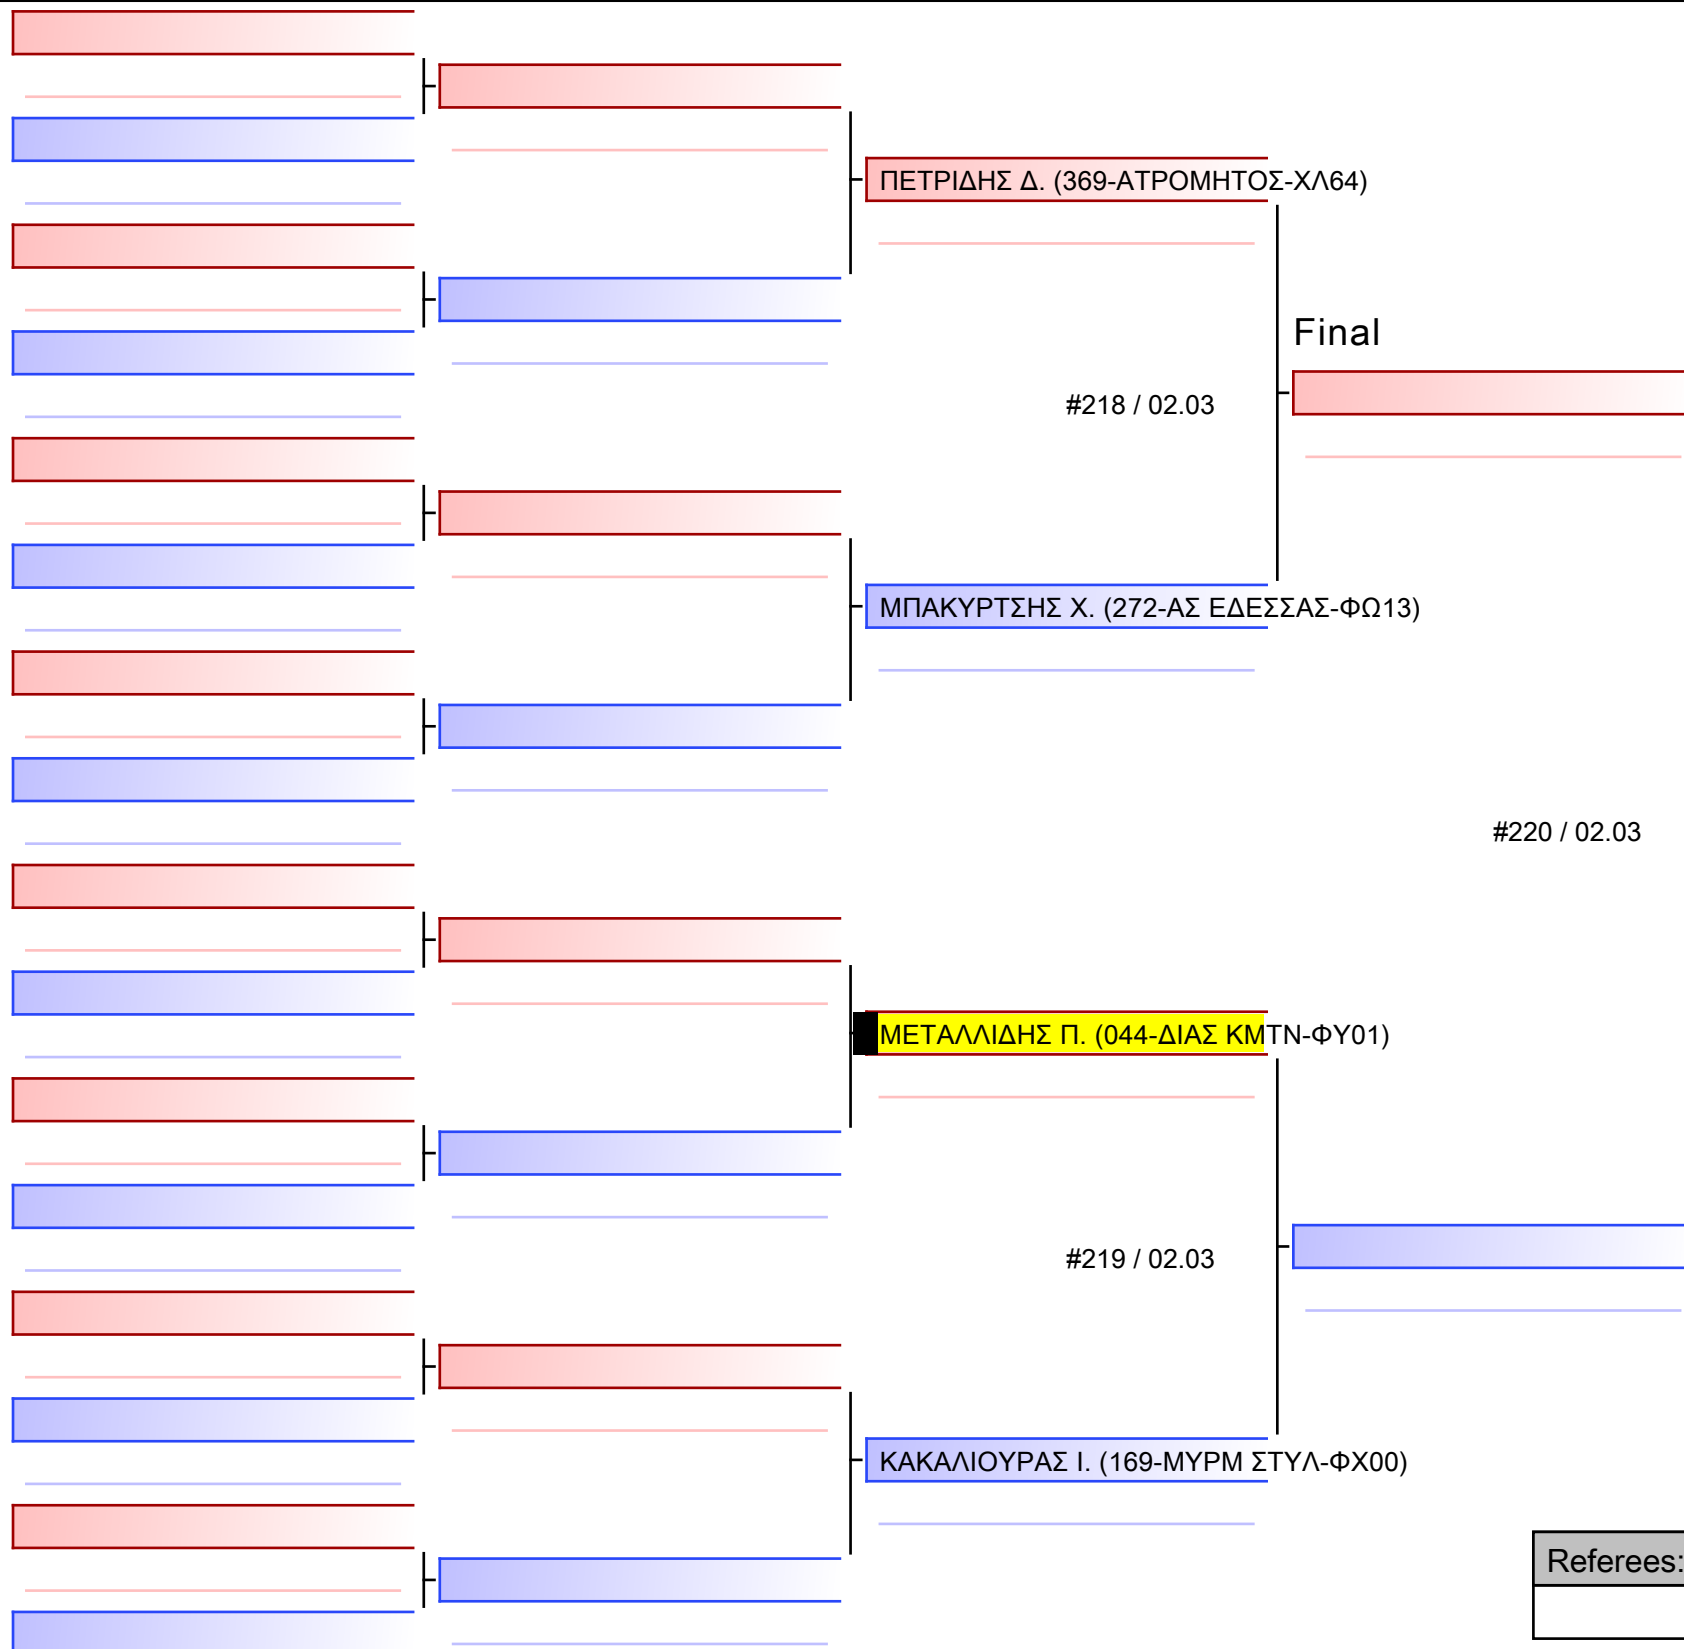 ΠΕΤΡΙΔΗΣ Δ. (369-ΑΤΡΟΜΗΤΟΣ-ΧΛ64)
Final
#218 / 02.03
ΜΠΑΚΥΡΤΣΗΣ Χ. (272-ΑΣ ΕΔΕΣΣΑΣ-ΦΩ13)
#220 / 02.03
ΜΕΤΑΛΛΙΔΗΣ Π. (044-ΔΙΑΣ ΚΜΤΝ-ΦΥ01)
#219 / 02.03
ΚΑΚΑΛΙΟΥΡΑΣ Ι. (169-ΜΥΡΜ ΣΤΥΛ-ΦΧ00)
Referees: